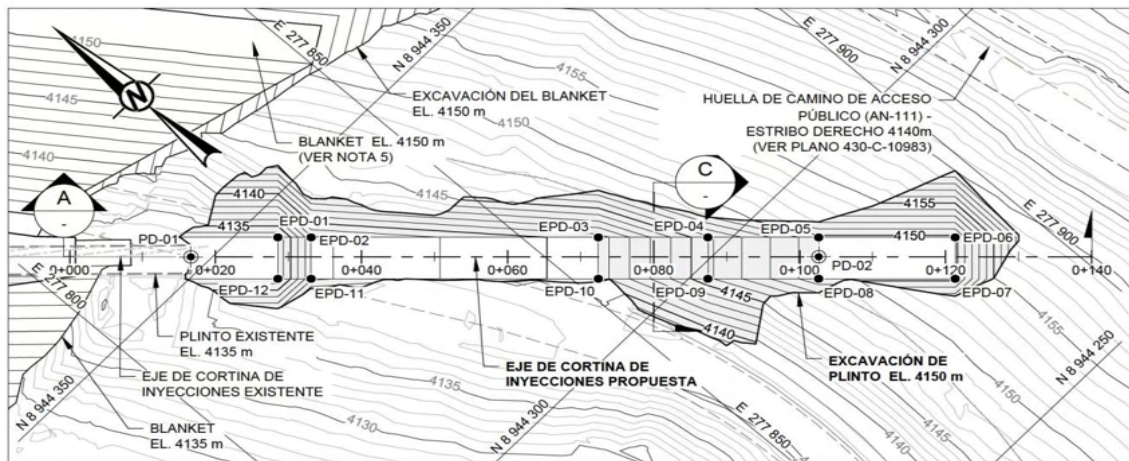 4150
4145
4140
E 277 850
N 8 944 350
4155
4150
4145
E 277 900
N 8 944 300
4155
N
EXCAVACIÓN DEL BLANKET
EL. 4150 m
BLANKET EL. 4150 m
(VER NOTA 5)
HUELLA DE CAMINO DE ACCESO
PÚBLICO (AN-111) -
ESTRIBO DERECHO 4140m
(VER PLANO 430-C-10983)
A
-
C
-
4140
4135
4155
4150
E 277 900
PD-01
EPD-01
EPD-02
EPD-03
EPD-04
EPD-05
EPD-06
PD-02
0+000
0+020
0+040
0+060
0+080
0+100
0+120
0+140
EPD-12
EPD-11
EPD-10
EPD-09
EPD-08
EPD-07
4145
4140
E 277 800
PLINTO EXISTENTE
EL. 4135 m
EJE DE CORTINA DE
INYECCIONES EXISTENTE
BLANKET
EL. 4135 m
EJE DE CORTINA DE
INYECCIONES PROPUESTA
EXCAVACIÓN DE
PLINTO EL. 4150 m
N 8 944 350
4135
4130
N 8 944 300
E 277 850
4140
4145
4150
4155
N 8 944 250